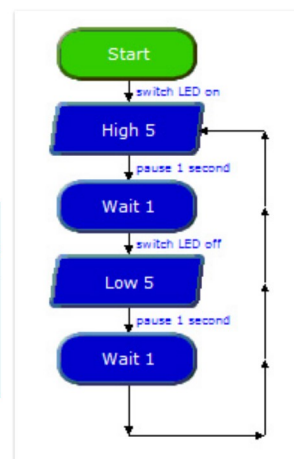 Start
switch LED on
High 5
pause 1 second
Wait 1
switch LED off
Low 5
pause 1 second
Wait 1